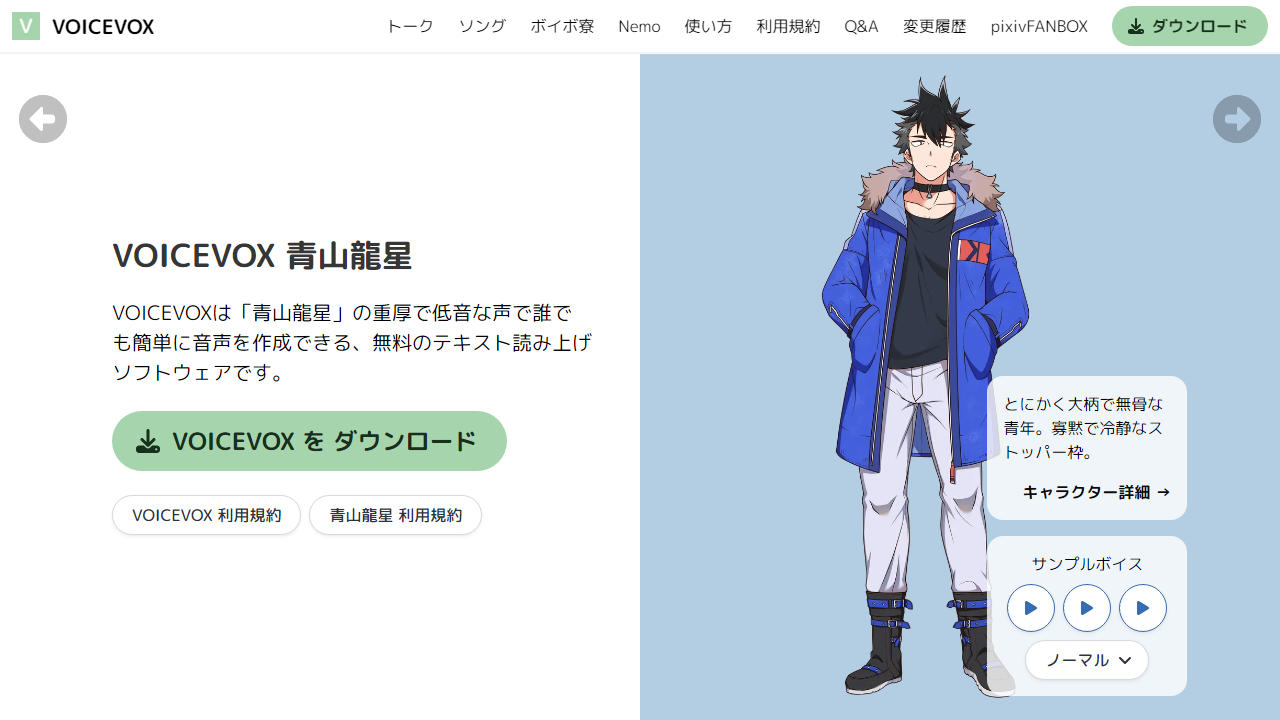 V VOICEVOX
トーク ソング ボイボ寮 Nemo 使い方 利用規約 Q&A 変更履歴 pixivFANBOX ダウンロード
VOICEVOX 青山龍星
VOICEVOXは「青山龍星」の重厚で低音な声で誰で
も簡単に音声を作成できる、無料のテキスト読み上げ
ソフトウェアです。
VOICEVOX を ダウンロード
VOICEVOX 利用規約 青山龍星 利用規約
とにかく大柄で無骨な
青年。寡黙で冷静なス
トッパー枠。
キャラクター詳細 →
サンプルボイス
ノーマル